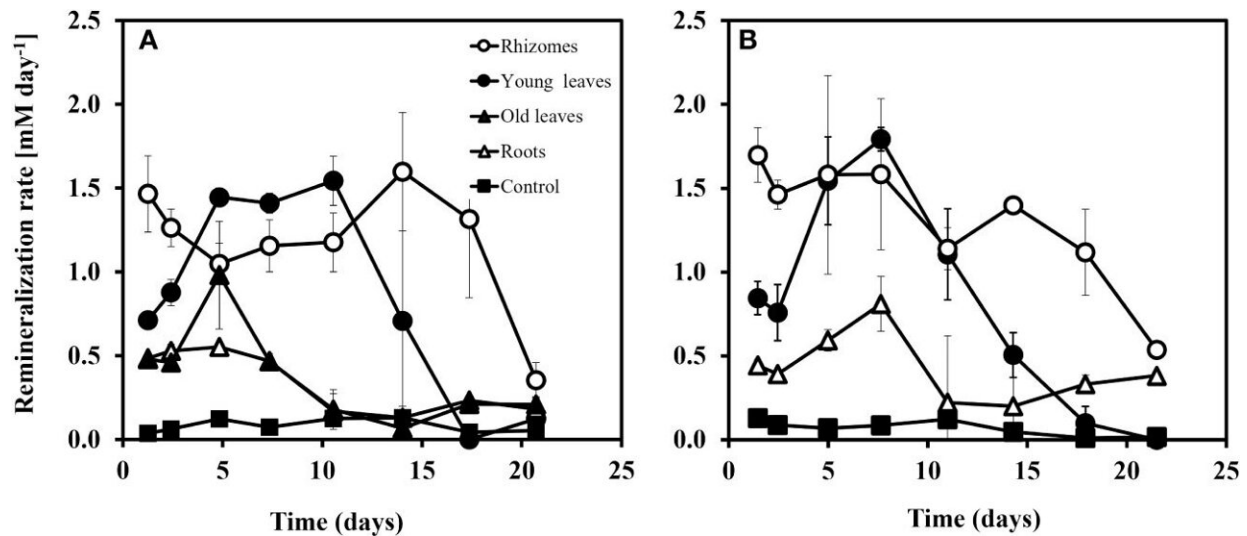 A
B
Rhizomes
Young leaves
Old leaves
Roots
Control
Remineralization rate [mM day⁻¹]
2.5
2.0
1.5
1.0
0.5
0.0
0 5 10 15 20 25
Time (days)
2.5
2.0
1.5
1.0
0.5
0.0
0 5 10 15 20 25
Time (days)